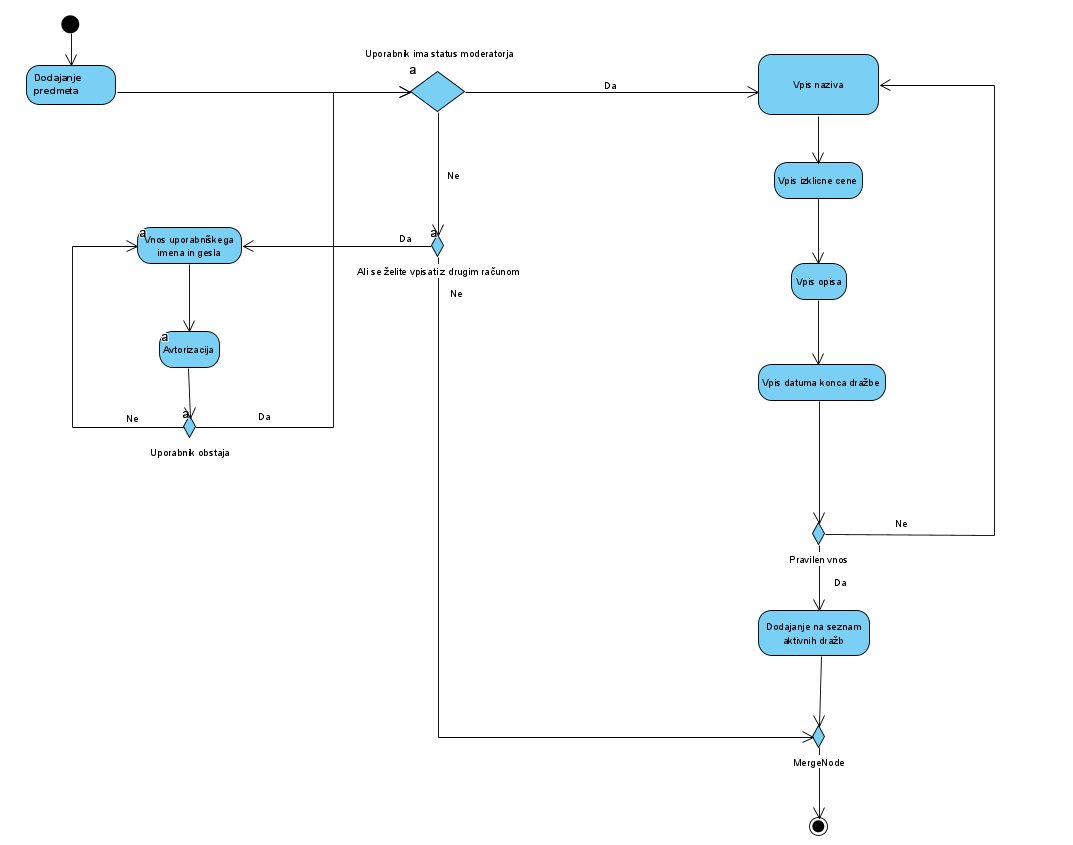 Uporabnik ima status moderatorja
a
Dodajanje
predmeta
Da
Vpis naziva
Ne
Vpis izklicne cene
a
Vnos uporabniškega
imena in gesla
Da
a
Ali se želite vpisati z drugim računom
Ne
Vpis opisa
a
Avtorizacija
Vpis datuma konca dražbe
Ne
a
Da
Uporabnik obstaja
Ne
Pravilen vnos
Da
Dodajanje na seznam
aktivnih dražb
MergeNode